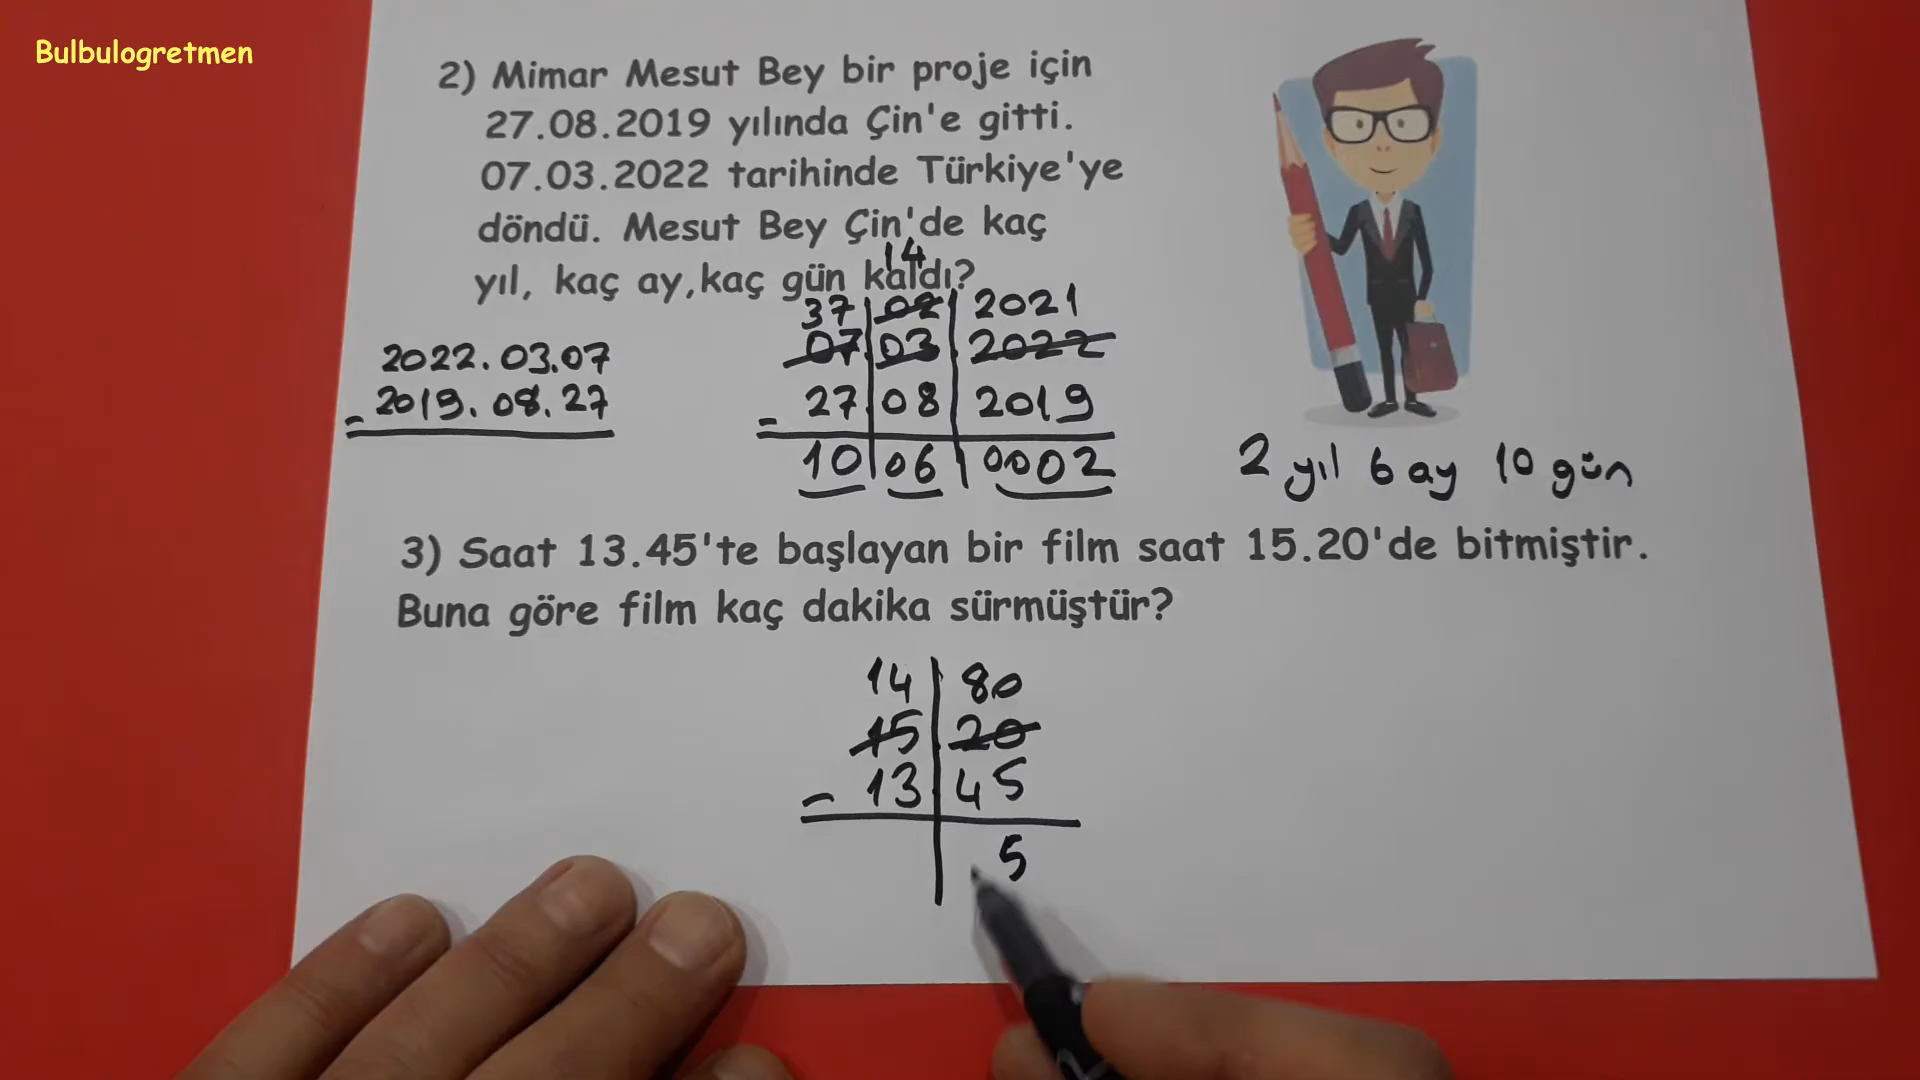 Bulbulogretmen
2) Mimar Mesut Bey bir proje için
27.08.2019 yılında Çin'e gitti.
07.03.2022 tarihinde Türkiye'ye
döndü. Mesut Bey Çin'de kaç
yıl, kaç ay,kaç gün kaldı?
14
37 02 2021
07 03 2022
27 08 2019
-
10 06 0002
2022.03.07
- 2019.08.27
2 yıl 6 ay 10 gün
3) Saat 13.45'te başlayan bir film saat 15.20'de bitmiştir.
Buna göre film kaç dakika sürmüştür?
14 80
15 20
- 13 45
5